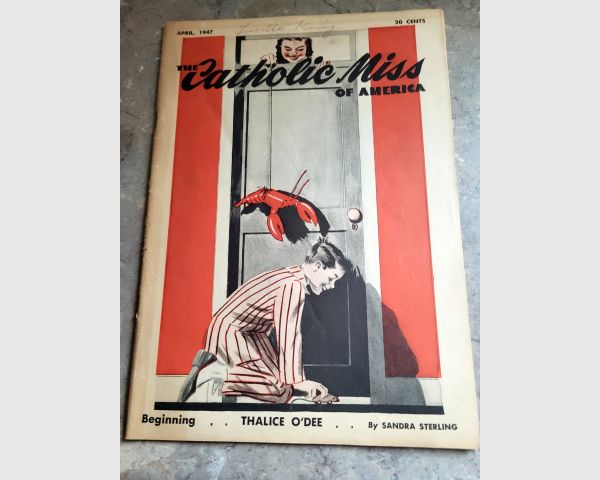 APRIL, 1947
20 CENTS
THE Catholic Miss
OF AMERICA
Beginning . . THALICE O'DEE . . By SANDRA STERLING